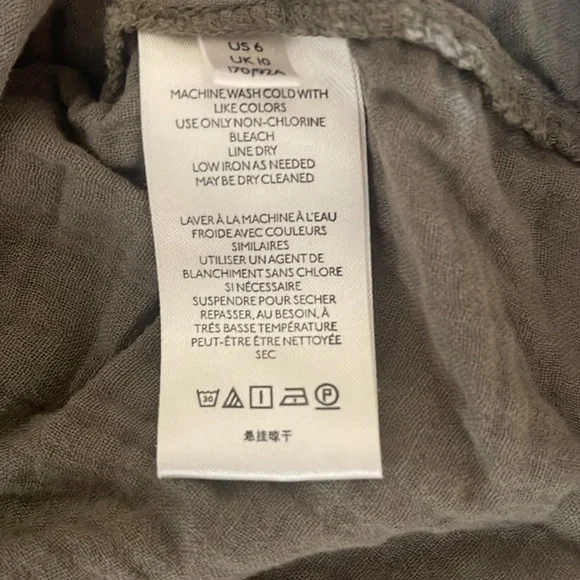 US 6
UK 10
170/92A
MACHINE WASH COLD WITH
LIKE COLORS
USE ONLY NON-CHLORINE
BLEACH
LINE DRY
LOW IRON AS NEEDED
MAY BE DRY CLEANED
LAVER À LA MACHINE À L'EAU
FROIDE AVEC COULEURS
SIMILAIRES
UTILISER UN AGENT DE
BLANCHIMENT SANS CHLORE
SI NÉCESSAIRE
SUSPENDRE POUR SECHER
REPASSER, AU BESOIN, À
TRÉS BASSE TEMPÉRATURE
PEUT-ÊTRE ÊTRE NETTOYÉE
SEC
30 P
悬挂晾干